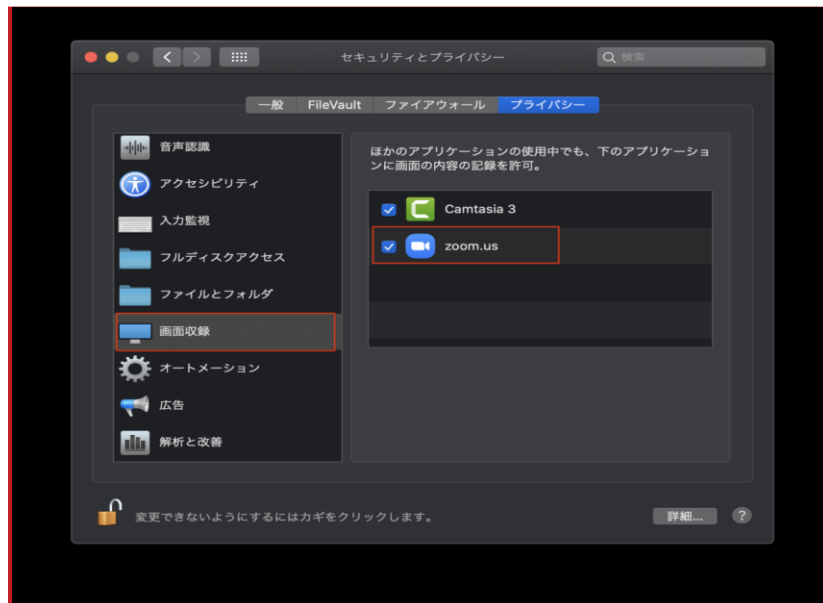 セキュリティとプライバシー
検索
一般
FileVault
ファイアウォール
プライバシー
音声認識
アクセシビリティ
入力監視
フルディスクアクセス
ファイルとフォルダ
画面収録
オートメーション
広告
解析と改善
ほかのアプリケーションの使用中でも、下のアプリケーショ
ンに画面の内容の記録を許可。
Camtasia 3
zoom.us
変更できないようにするにはカギをクリックします。
詳細...
?